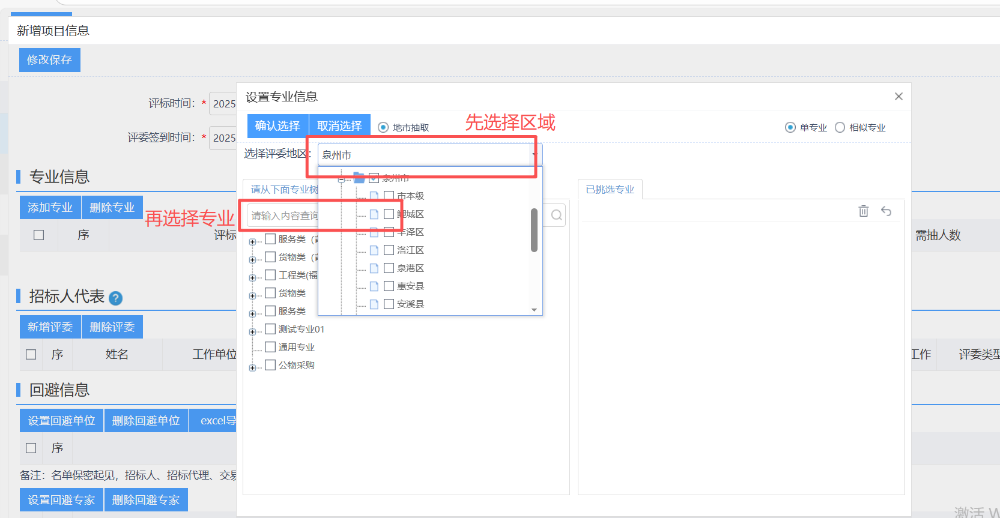 新增项目信息
修改保存
评标时间：* 2025
评委签到时间：* 2025
专业信息
添加专业 删除专业
序 评标
招标人代表 ?
新增评委 删除评委
序 姓名 工作单位
回避信息
设置回避单位 删除回避单位 excel导
序
备注：名单保密起见，招标人、招标代理、交易
设置回避专家 删除回避专家
设置专业信息
确认选择 取消选择 地市抽取
先选择区域
单专业 相似专业
选择评委地区： 泉州市
泉州市
市本级
鲤城区
丰泽区
洛江区
泉港区
惠安县
安溪县
请从下面专业树
再选择专业
请输入内容查询
服务类
货物类
工程类(福
货物类
服务类
测试专业01
通用专业
公物采购
已挑选专业
需抽人数
工作 评委类型
激活 W